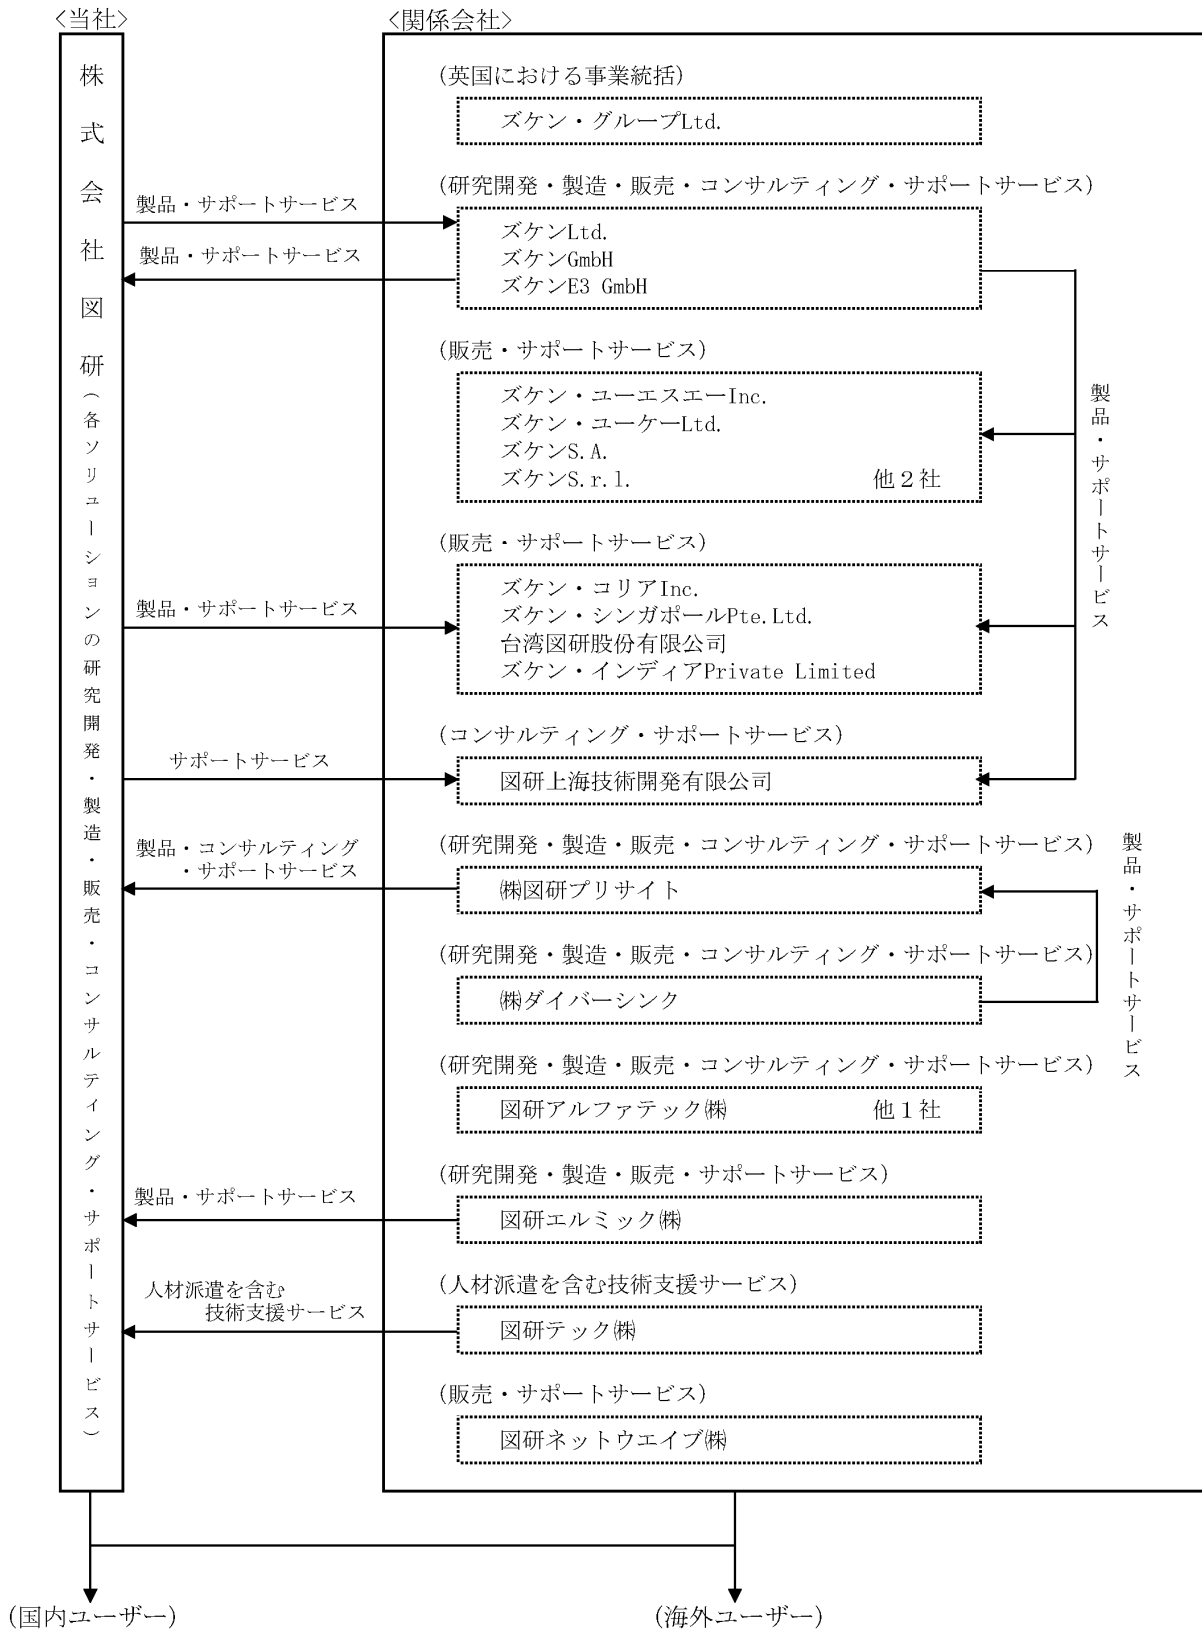 <当社>
<関係会社>
株式会社図研(各ソリューションの研究開発・製造・販売・コンサルティング・サポートサービス)
(英国における事業統括)
ズケン・グループLtd.
(研究開発・製造・販売・コンサルティング・サポートサービス)
製品・サポートサービス
ズケンLtd.
製品・サポートサービス
ズケンGmbH
ズケンE3 GmbH
(販売・サポートサービス)
ズケン・ユーエスエーInc.
ズケン・ユーケーLtd.
ズケンS.A.
ズケンS.r.l. 他2社
製品・サポートサービス
(販売・サポートサービス)
ズケン・コリアInc.
製品・サポートサービス
ズケン・シンガポールPte.Ltd.
台湾図研股份有限公司
ズケン・インディアPrivate Limited
(コンサルティング・サポートサービス)
サポートサービス
図研上海技術開発有限公司
(研究開発・製造・販売・コンサルティング・サポートサービス)
製品・コンサルティング
・サポートサービス
㈱図研プリサイト
製品・サポートサービス
(研究開発・製造・販売・コンサルティング・サポートサービス)
㈱ダイバーシンク
(研究開発・製造・販売・コンサルティング・サポートサービス)
図研アルファテック㈱ 他1社
(研究開発・製造・販売・サポートサービス)
製品・サポートサービス
図研エルミック㈱
(人材派遣を含む技術支援サービス)
人材派遣を含む
技術支援サービス
図研テック㈱
(販売・サポートサービス)
図研ネットウエイブ㈱
(国内ユーザー)
(海外ユーザー)